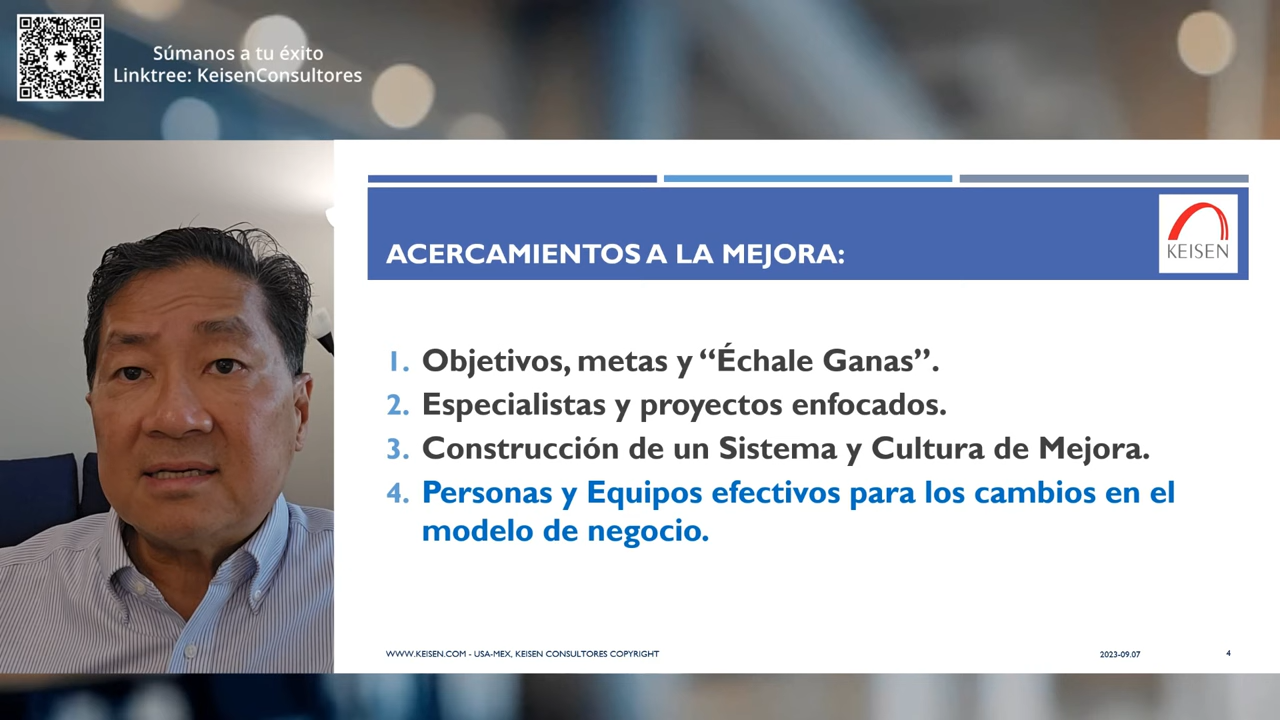 Súmanos a tu éxito
Linktree: KeisenConsultores
ACERCAMIENTOS A LA MEJORA:
KEISEN
1. Objetivos, metas y “Échale Ganas”.
2. Especialistas y proyectos enfocados.
3. Construcción de un Sistema y Cultura de Mejora.
4. Personas y Equipos efectivos para los cambios en el
modelo de negocio.
WWW.KEISEN.COM - USA-MEX, KEISEN CONSULTORES COPYRIGHT
2023-09.07
4